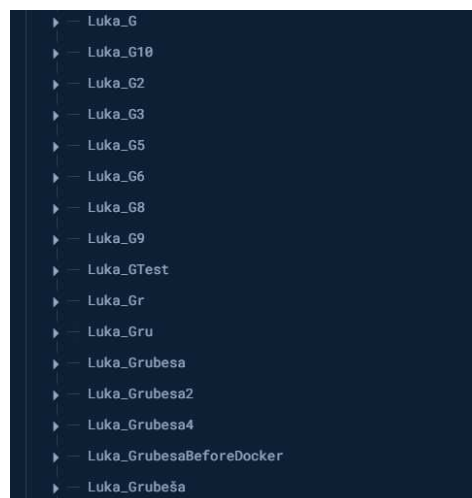 Luka_G
Luka_G10
Luka_G2
Luka_G3
Luka_G5
Luka_G6
Luka_G8
Luka_G9
Luka_GTest
Luka_Gr
Luka_Gru
Luka_Grubesa
Luka_Grubesa2
Luka_Grubesa4
Luka_GrubesaBeforeDocker
Luka_Grubeša